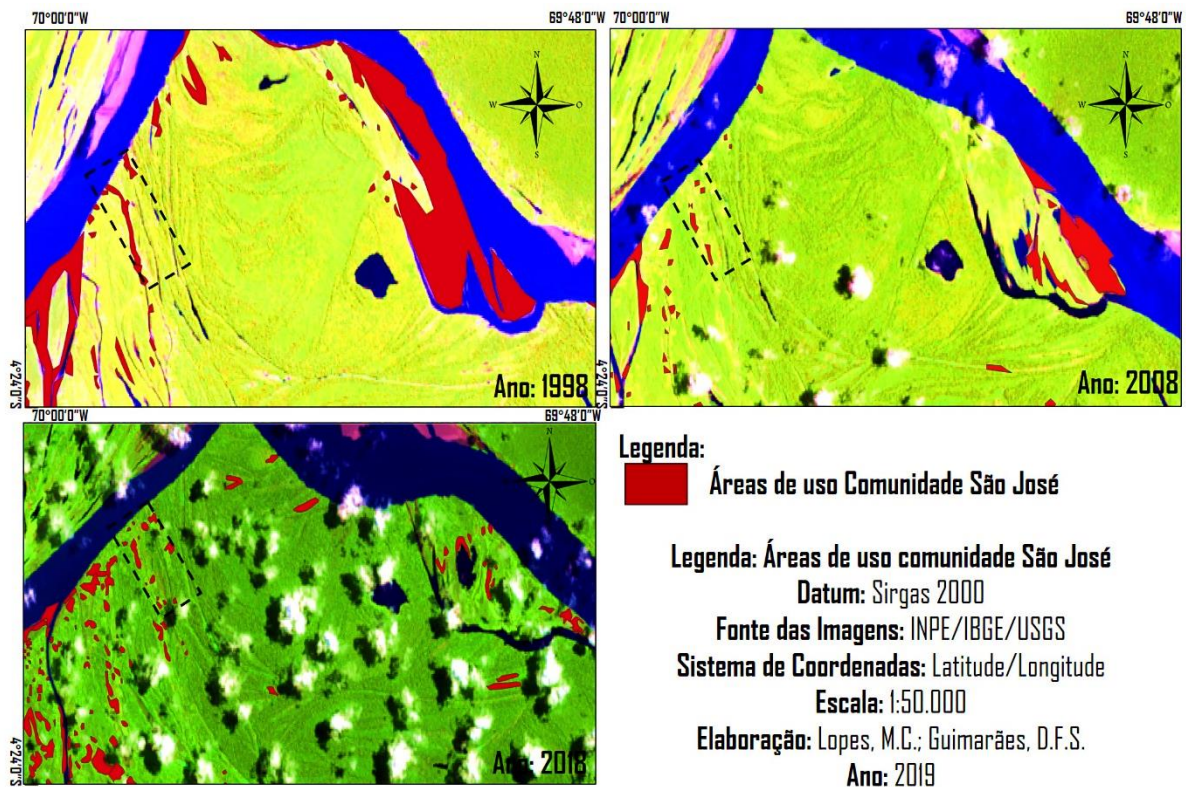 70°00'0"W
69°48'0"W
70°00'0"W
69°48'0"W
N
W
O
S
N
W
O
S
4°24'0"S
Ano: 1998
4°24'0"S
Ano: 2008
70°00'0"W
69°48'0"W
N
W
O
S
4°24'0"S
Ano: 2018
Legenda:
Áreas de uso Comunidade São José
Legenda: Áreas de uso comunidade São José
Datum: Sirgas 2000
Fonte das Imagens: INPE/IBGE/USGS
Sistema de Coordenadas: Latitude/Longitude
Escala: 1:50.000
Elaboração: Lopes, M.C.; Guimarães, D.F.S.
Ano: 2019